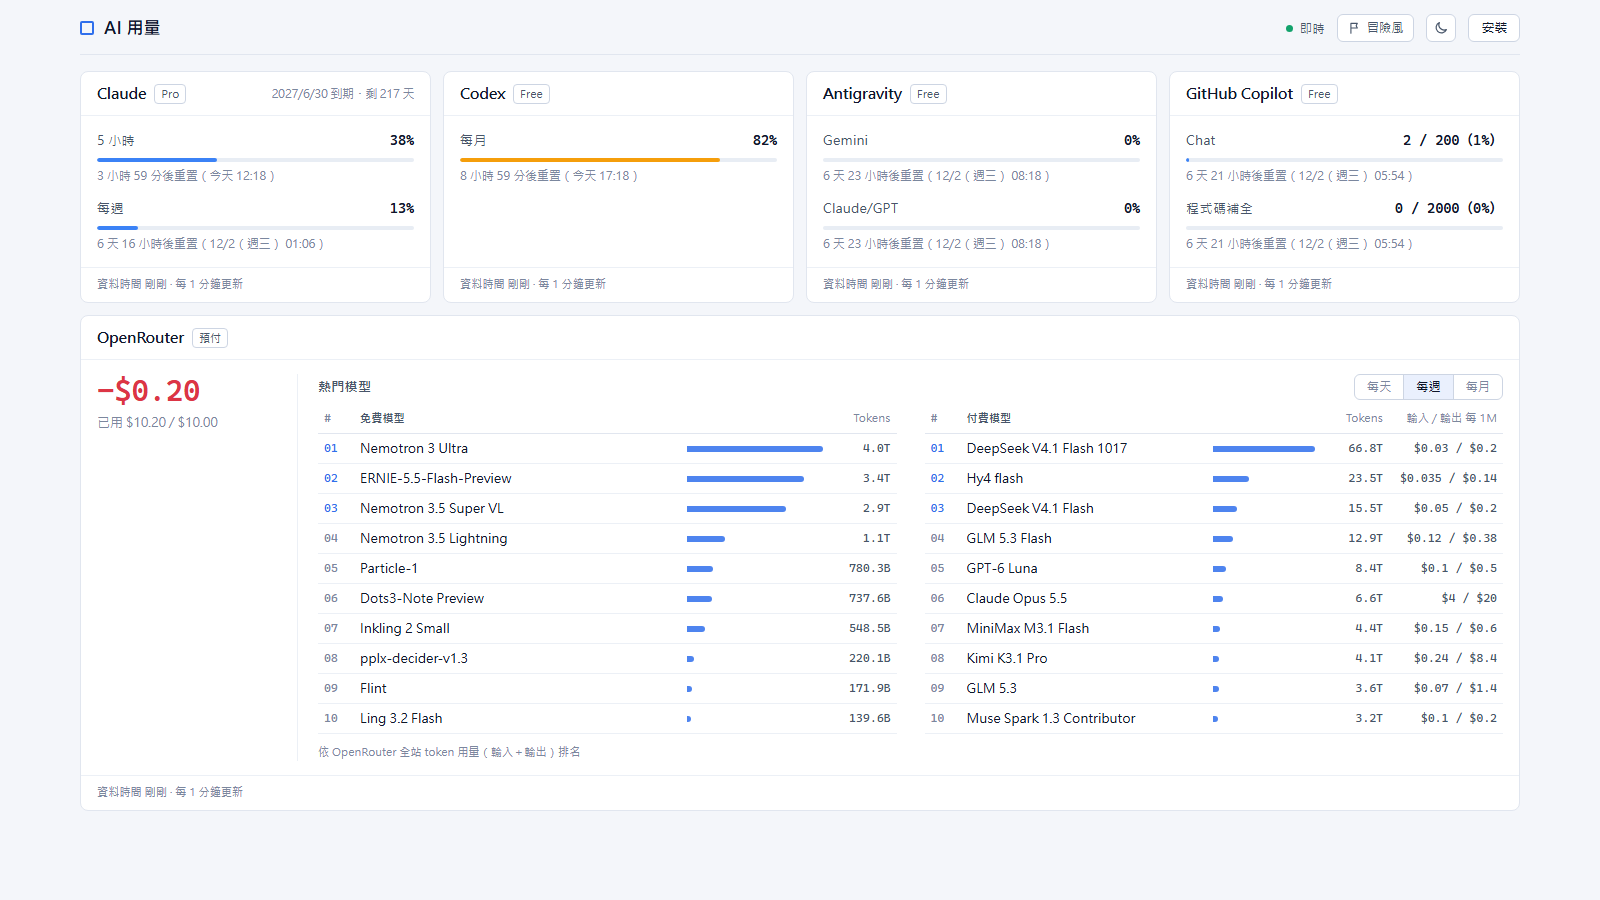 AI 用量
即時
冒險風
安裝
Claude Pro 2027/6/30 到期 · 剩 217 天
5 小時 38%
3 小時 59 分後重置（今天 12:18）
每週 13%
6 天 16 小時後重置（12/2（週三） 01:06）
資料時間 剛剛 · 每 1 分鐘更新
Codex Free
每月 82%
8 小時 59 分後重置（今天 17:18）
資料時間 剛剛 · 每 1 分鐘更新
Antigravity Free
Gemini 0%
6 天 23 小時後重置（12/2（週三） 08:18）
Claude/GPT 0%
6 天 23 小時後重置（12/2（週三） 08:18）
資料時間 剛剛 · 每 1 分鐘更新
GitHub Copilot Free
Chat 2 / 200 (1%)
6 天 21 小時後重置（12/2（週三） 05:54）
程式碼補全 0 / 2000 (0%)
6 天 21 小時後重置（12/2（週三） 05:54）
資料時間 剛剛 · 每 1 分鐘更新
OpenRouter 預付
−$0.20
已用 $10.20 / $10.00
熱門模型
每天 每週 每月
# 免費模型 Tokens
01 Nemotron 3 Ultra 4.0T
02 ERNIE-5.5-Flash-Preview 3.4T
03 Nemotron 3.5 Super VL 2.9T
04 Nemotron 3.5 Lightning 1.1T
05 Particle-1 780.3B
06 Dots3-Note Preview 737.6B
07 Inkling 2 Small 548.5B
08 pplx-decider-v1.3 220.1B
09 Flint 171.9B
10 Ling 3.2 Flash 139.6B
# 付費模型 Tokens 輸入 / 輸出 每 1M
01 DeepSeek V4.1 Flash 1017 66.8T $0.03 / $0.2
02 Hy4 flash 23.5T $0.035 / $0.14
03 DeepSeek V4.1 Flash 15.5T $0.05 / $0.2
04 GLM 5.3 Flash 12.9T $0.12 / $0.38
05 GPT-6 Luna 8.4T $0.1 / $0.5
06 Claude Opus 5.5 6.6T $4 / $20
07 MiniMax M3.1 Flash 4.4T $0.15 / $0.6
08 Kimi K3.1 Pro 4.1T $0.24 / $8.4
09 GLM 5.3 3.6T $0.07 / $1.4
10 Muse Spark 1.3 Contributor 3.2T $0.1 / $0.2
依 OpenRouter 全站 token 用量（輸入 + 輸出）排名
資料時間 剛剛 · 每 1 分鐘更新